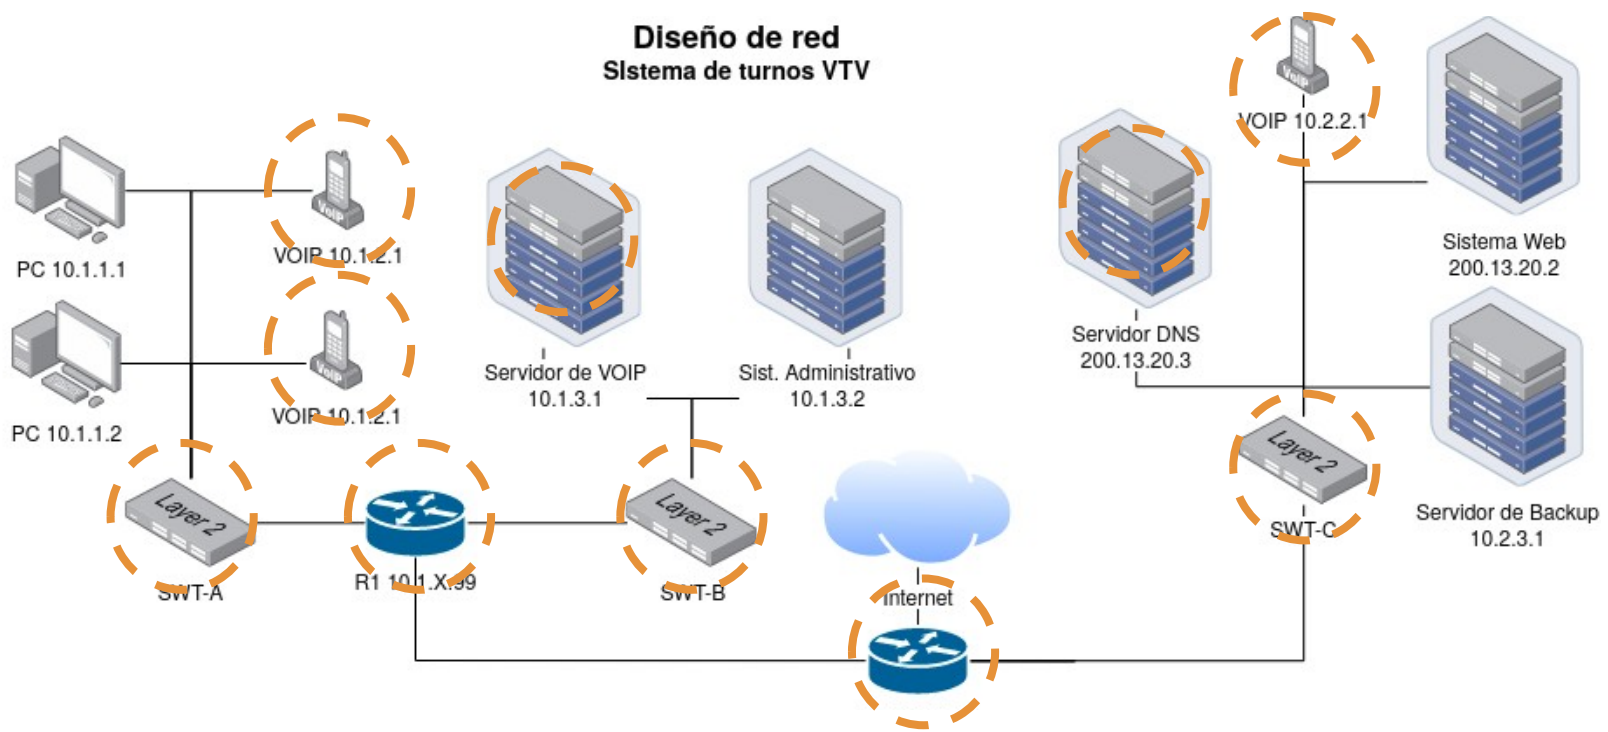 Diseño de red
SIstema de turnos VTV
VoIP
VOIP 10.2.2.1
VoIP
PC 10.1.1.1
VOIP 10.1.2.1
Sistema Web
200.13.20.2
VoIP
Servidor de VOIP
10.1.3.1
Sist. Administrativo
10.1.3.2
Servidor DNS
200.13.20.3
PC 10.1.1.2
VOIP 10.1.2.1
Layer 2
SWT-A
R1 10.1.X.99
Layer 2
SWT-B
Internet
Layer 2
SWT-C
Servidor de Backup
10.2.3.1